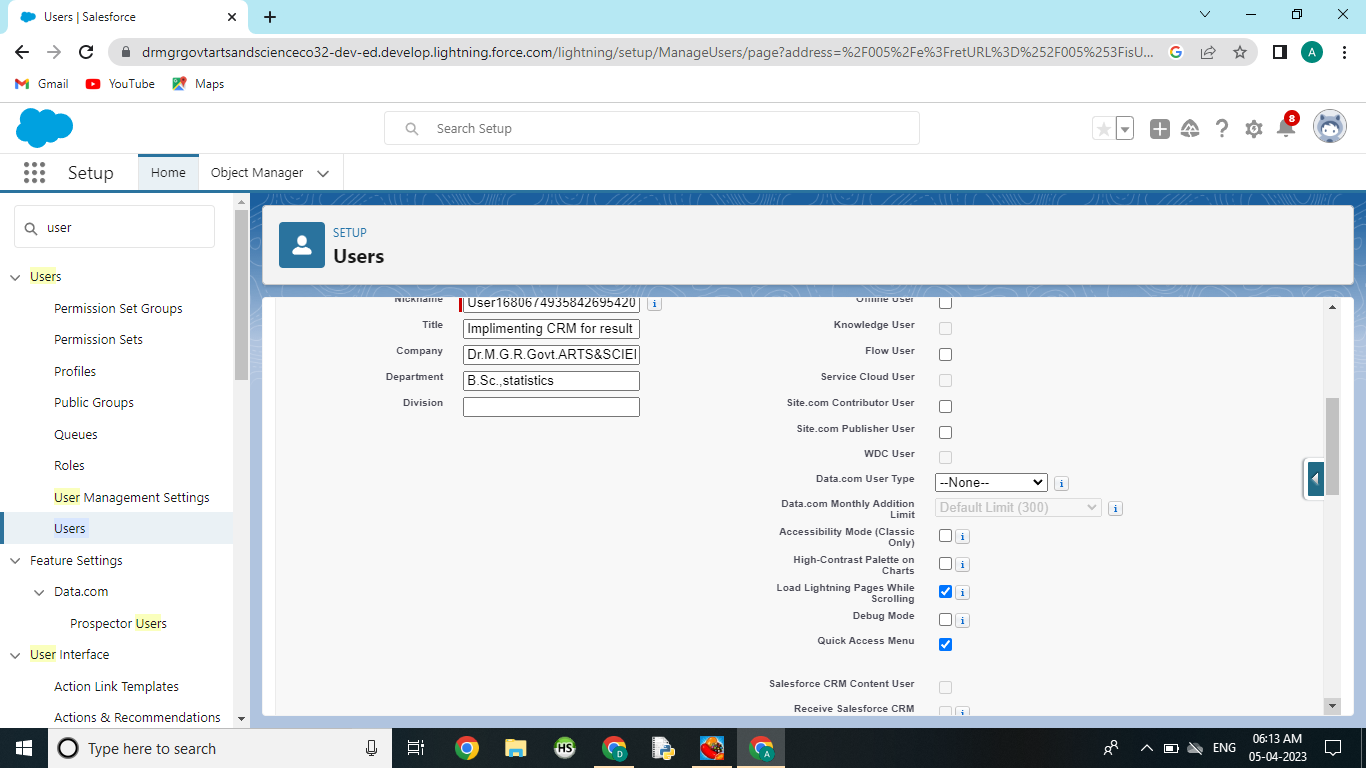 Users | Salesforce
drmgrgovtartsandscienceco32-dev-ed.develop.lightning.force.com/lightning/setup/ManageUsers/page?address=%2F005%2Fe%3FretURL%3D%252F005%253FisU...
A
Gmail
YouTube
Maps
Search Setup
8
Setup
Home
Object Manager
user
Users
Permission Set Groups
Permission Sets
Profiles
Public Groups
Queues
Roles
User Management Settings
Users
Feature Settings
Data.com
Prospector Users
User Interface
Action Link Templates
Actions & Recommendations
SETUP
Users
Nickname
User1680674935842695420
Title
Implimenting CRM for result
Company
Dr.M.G.R.Govt.ARTS&SCIEI
Department
B.Sc.,statistics
Division
Offline User
Knowledge User
Flow User
Service Cloud User
Site.com Contributor User
Site.com Publisher User
WDC User
Data.com User Type
--None--
Data.com Monthly Addition
Limit
Default Limit (300)
Accessibility Mode (Classic
Only)
High-Contrast Palette on
Charts
Load Lightning Pages While
Scrolling
Debug Mode
Quick Access Menu
Salesforce CRM Content User
Receive Salesforce CRM
Type here to search
HS
D
A
ENG
06:13 AM
05-04-2023